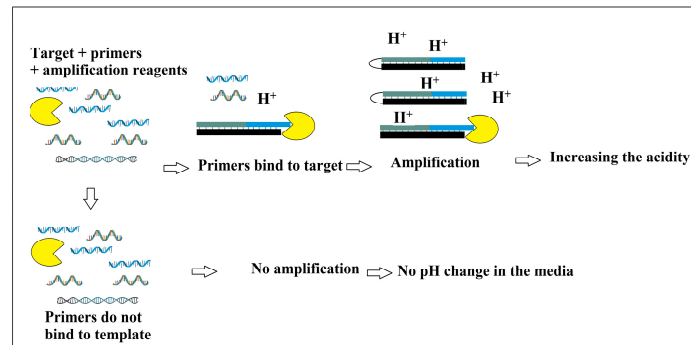 Target + primers
+ amplification reagents
H+
H+
H+
H+
H+
H+
II+
Primers bind to target
Amplification
Increasing the acidity
No amplification
No pH change in the media
Primers do not
bind to template